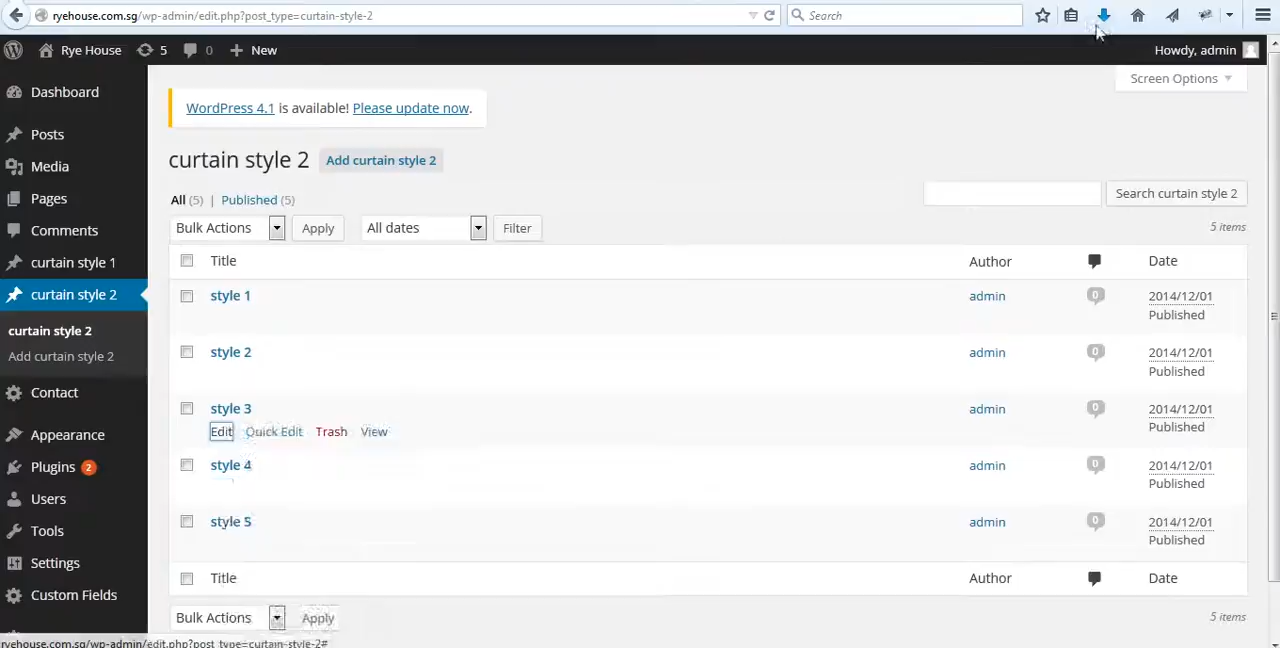 ryehouse.com.sg/wp-admin/edit.php?post_type=curtain-style-2
Search
Rye House
5
0
New
Howdy, admin
Screen Options
Dashboard
Posts
Media
Pages
Comments
curtain style 1
curtain style 2
curtain style 2
Add curtain style 2
Contact
Appearance
Plugins 2
Users
Tools
Settings
Custom Fields
WordPress 4.1 is available! Please update now.
curtain style 2 Add curtain style 2
All (5) | Published (5)
Search curtain style 2
Bulk Actions Apply All dates Filter
5 items
Title Author Date
style 1 admin 0 2014/12/01
Published
style 2 admin 0 2014/12/01
Published
style 3 admin 0 2014/12/01
Edit Quick Edit Trash View Published
style 4 admin 0 2014/12/01
Published
style 5 admin 0 2014/12/01
Published
Title Author Date
Bulk Actions Apply 5 items
ryehouse.com.sg/wp-admin/edit.php?post_type=curtain-style-2#